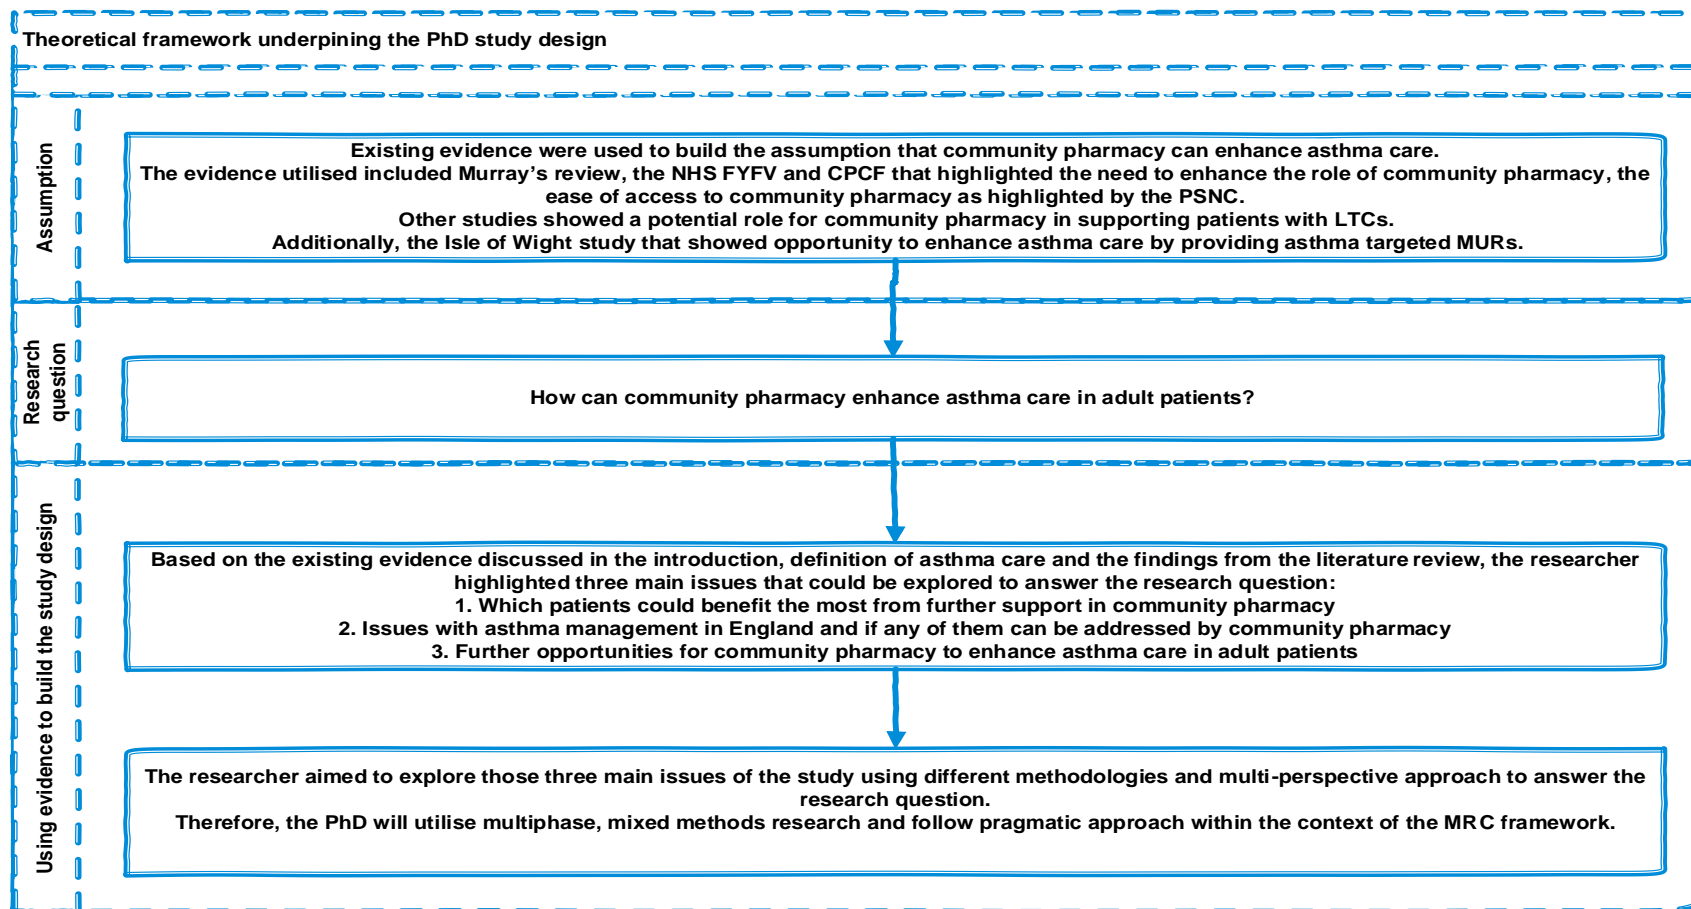 Theoretical framework underpining the PhD study design
Assumption
Existing evidence were used to build the assumption that community pharmacy can enhance asthma care.
The evidence utilised included Murray's review, the NHS FYFV and CPCF that highlighted the need to enhance the role of community pharmacy, the
ease of access to community pharmacy as highlighted by the PSNC.
Other studies showed a potential role for community pharmacy in supporting patients with LTCs.
Additionally, the Isle of Wight study that showed opportunity to enhance asthma care by providing asthma targeted MURs.
Research
question
How can community pharmacy enhance asthma care in adult patients?
Using evidence to build the study design
Based on the existing evidence discussed in the introduction, definition of asthma care and the findings from the literature review, the researcher
highlighted three main issues that could be explored to answer the research question:
1. Which patients could benefit the most from further support in community pharmacy
2. Issues with asthma management in England and if any of them can be addressed by community pharmacy
3. Further opportunities for community pharmacy to enhance asthma care in adult patients
The researcher aimed to explore those three main issues of the study using different methodologies and multi-perspective approach to answer the
research question.
Therefore, the PhD will utilise multiphase, mixed methods research and follow pragmatic approach within the context of the MRC framework.